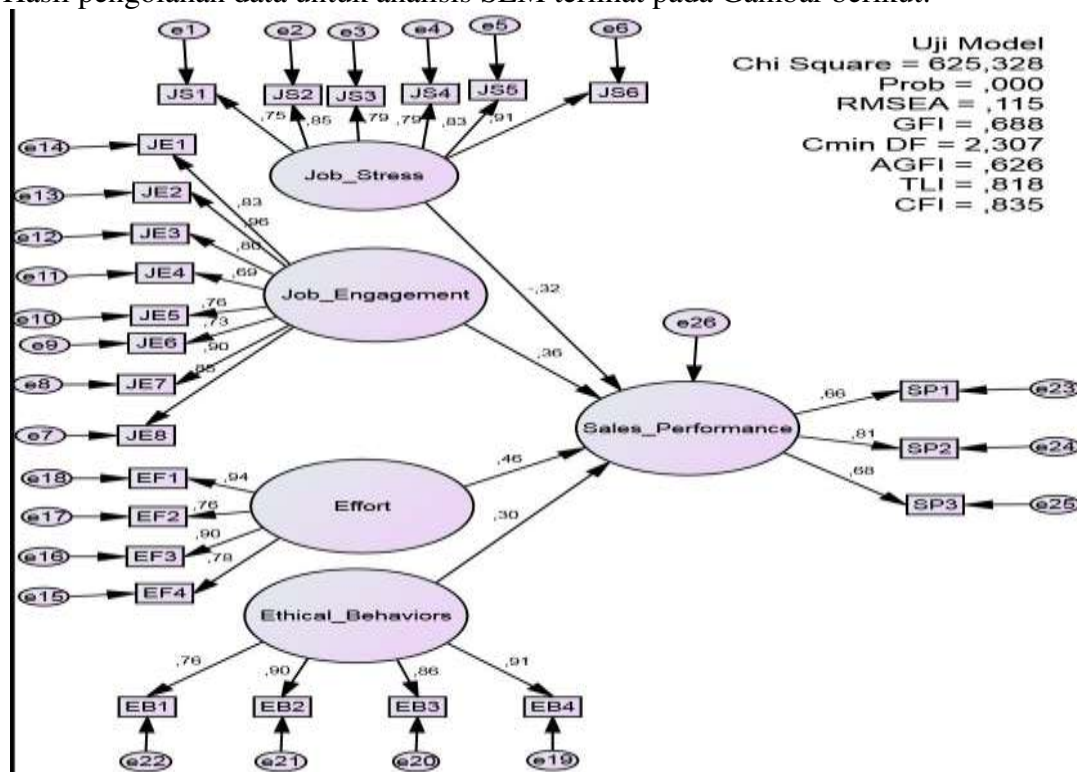 Hasil pengolahan data untuk analisis SEM terlihat pada Gambar berikut:
e1 e2 e3 e4 e5 e6
JS1 JS2 JS3 JS4 JS5 JS6
,75 ,85 ,79 ,79 ,83 ,91
Job_Stress
Uji Model
Chi Square = 625,328
Prob = ,000
RMSEA = ,115
GFI = ,688
Cmin DF = 2,307
AGFI = ,626
TLI = ,818
CFI = ,835
e14 JE1 ,83
e13 JE2 ,96
e12 JE3
e11 JE4 ,69
e10 JE5 ,76
e9 JE6 ,73
e8 JE7 ,90
e7 JE8 ,85
Job_Engagement
-,32
,36
e26
Sales_Performance
,66 SP1 e23
,81 SP2 e24
,68 SP3 e25
e18 EF1 ,94
e17 EF2 ,76
e16 EF3 ,90
e15 EF4 ,78
Effort
,46
,30
Ethical_Behaviors
,76 ,90 ,86 ,91
EB1 EB2 EB3 EB4
e22 e21 e20 e19